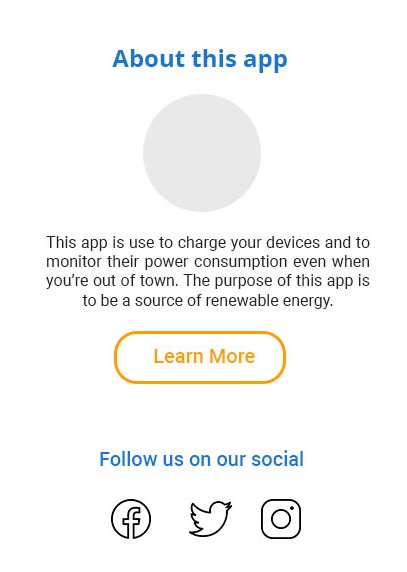 About this app
This app is use to charge your devices and to
monitor their power consumption even when
you're out of town. The purpose of this app is
to be a source of renewable energy.
Learn More
Follow us on our social